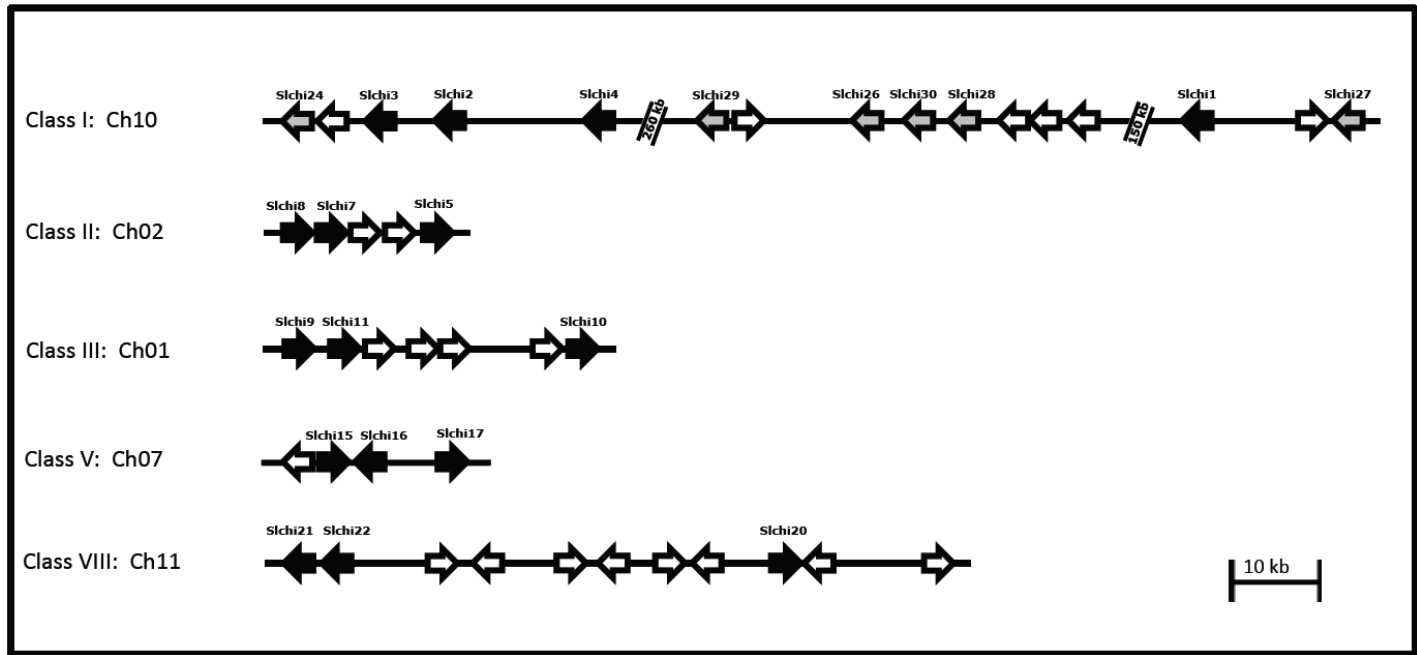 Slchi24 Slchi3 Slchi2 Slchi4 Slchi29 Slchi26 Slchi30 Slchi28 Slchi1 Slchi27
Class I: Ch10 260 kb 150 kb
Slchi8 Slchi7 Slchi5
Class II: Ch02
Slchi9 Slchi11 Slchi10
Class III: Ch01
Slchi15 Slchi16 Slchi17
Class V: Ch07
Slchi21 Slchi22 Slchi20
Class VIII: Ch11
10 kb